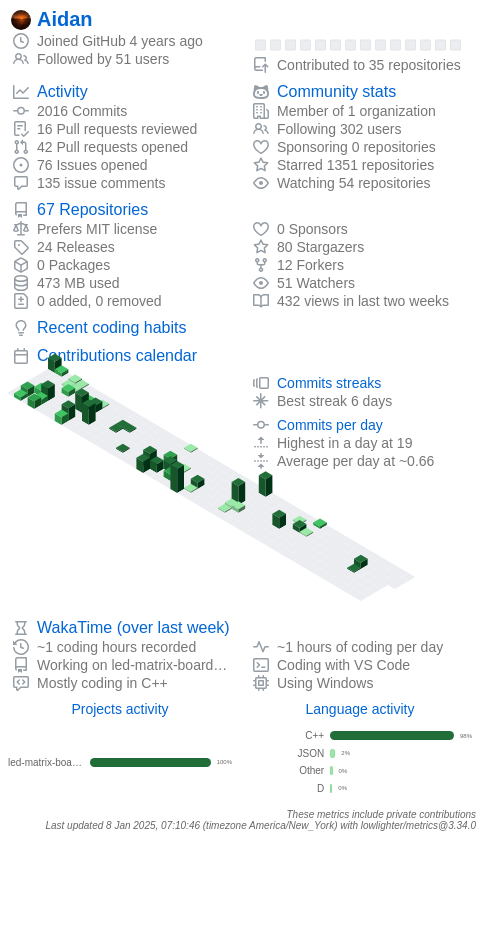 Aidan
Joined GitHub 4 years ago
Followed by 51 users
Contributed to 35 repositories
Activity
2016 Commits
16 Pull requests reviewed
42 Pull requests opened
76 Issues opened
135 issue comments
Community stats
Member of 1 organization
Following 302 users
Sponsoring 0 repositories
Starred 1351 repositories
Watching 54 repositories
67 Repositories
Prefers MIT license
24 Releases
0 Packages
473 MB used
0 added, 0 removed
0 Sponsors
80 Stargazers
12 Forkers
51 Watchers
432 views in last two weeks
Recent coding habits
Contributions calendar
Commits streaks
Best streak 6 days
Commits per day
Highest in a day at 19
Average per day at ~0.66
WakaTime (over last week)
~1 coding hours recorded
Working on led-matrix-board…
Mostly coding in C++
~1 hours of coding per day
Coding with VS Code
Using Windows
Projects activity
led-matrix-boa… 100%
Language activity
C++ 98%
JSON 2%
Other 0%
D 0%
These metrics include private contributions
Last updated 8 Jan 2025, 07:10:46 (timezone America/New_York) with lowlighter/metrics@3.34.0